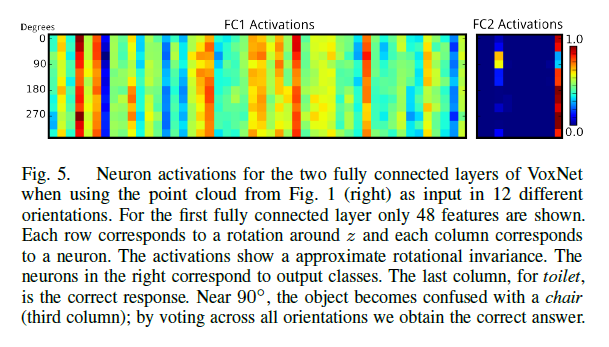 FC1 Activations
FC2 Activations
Degrees
0
90
180
270
1.0
0.0
Fig. 5. Neuron activations for the two fully connected layers of VoxNet
when using the point cloud from Fig. 1 (right) as input in 12 different
orientations. For the first fully connected layer only 48 features are shown.
Each row corresponds to a rotation around z and each column corresponds
to a neuron. The activations show a approximate rotational invariance. The
neurons in the right correspond to output classes. The last column, for toilet,
is the correct response. Near 90°, the object becomes confused with a chair
(third column); by voting across all orientations we obtain the correct answer.